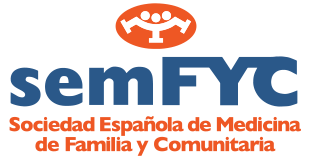 semFYC
Sociedad Española de Medicina
de Familia y Comunitaria